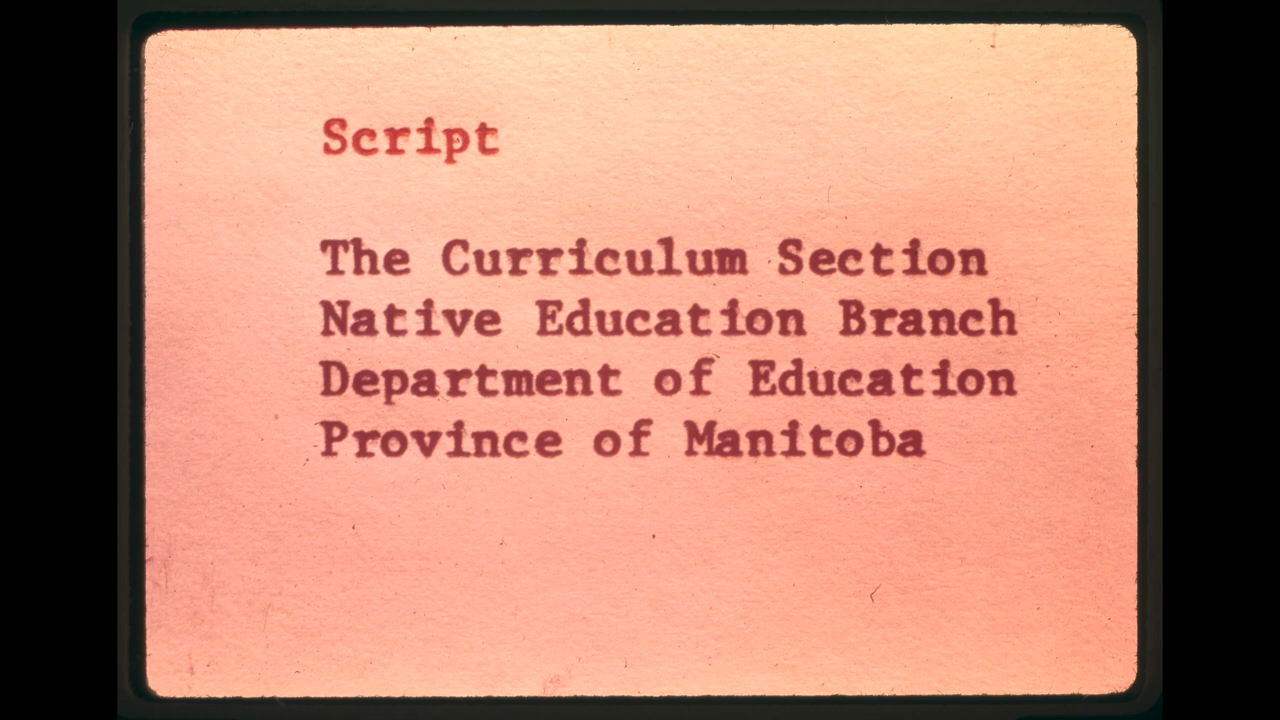 Script
The Curriculum Section
Native Education Branch
Department of Education
Province of Manitoba